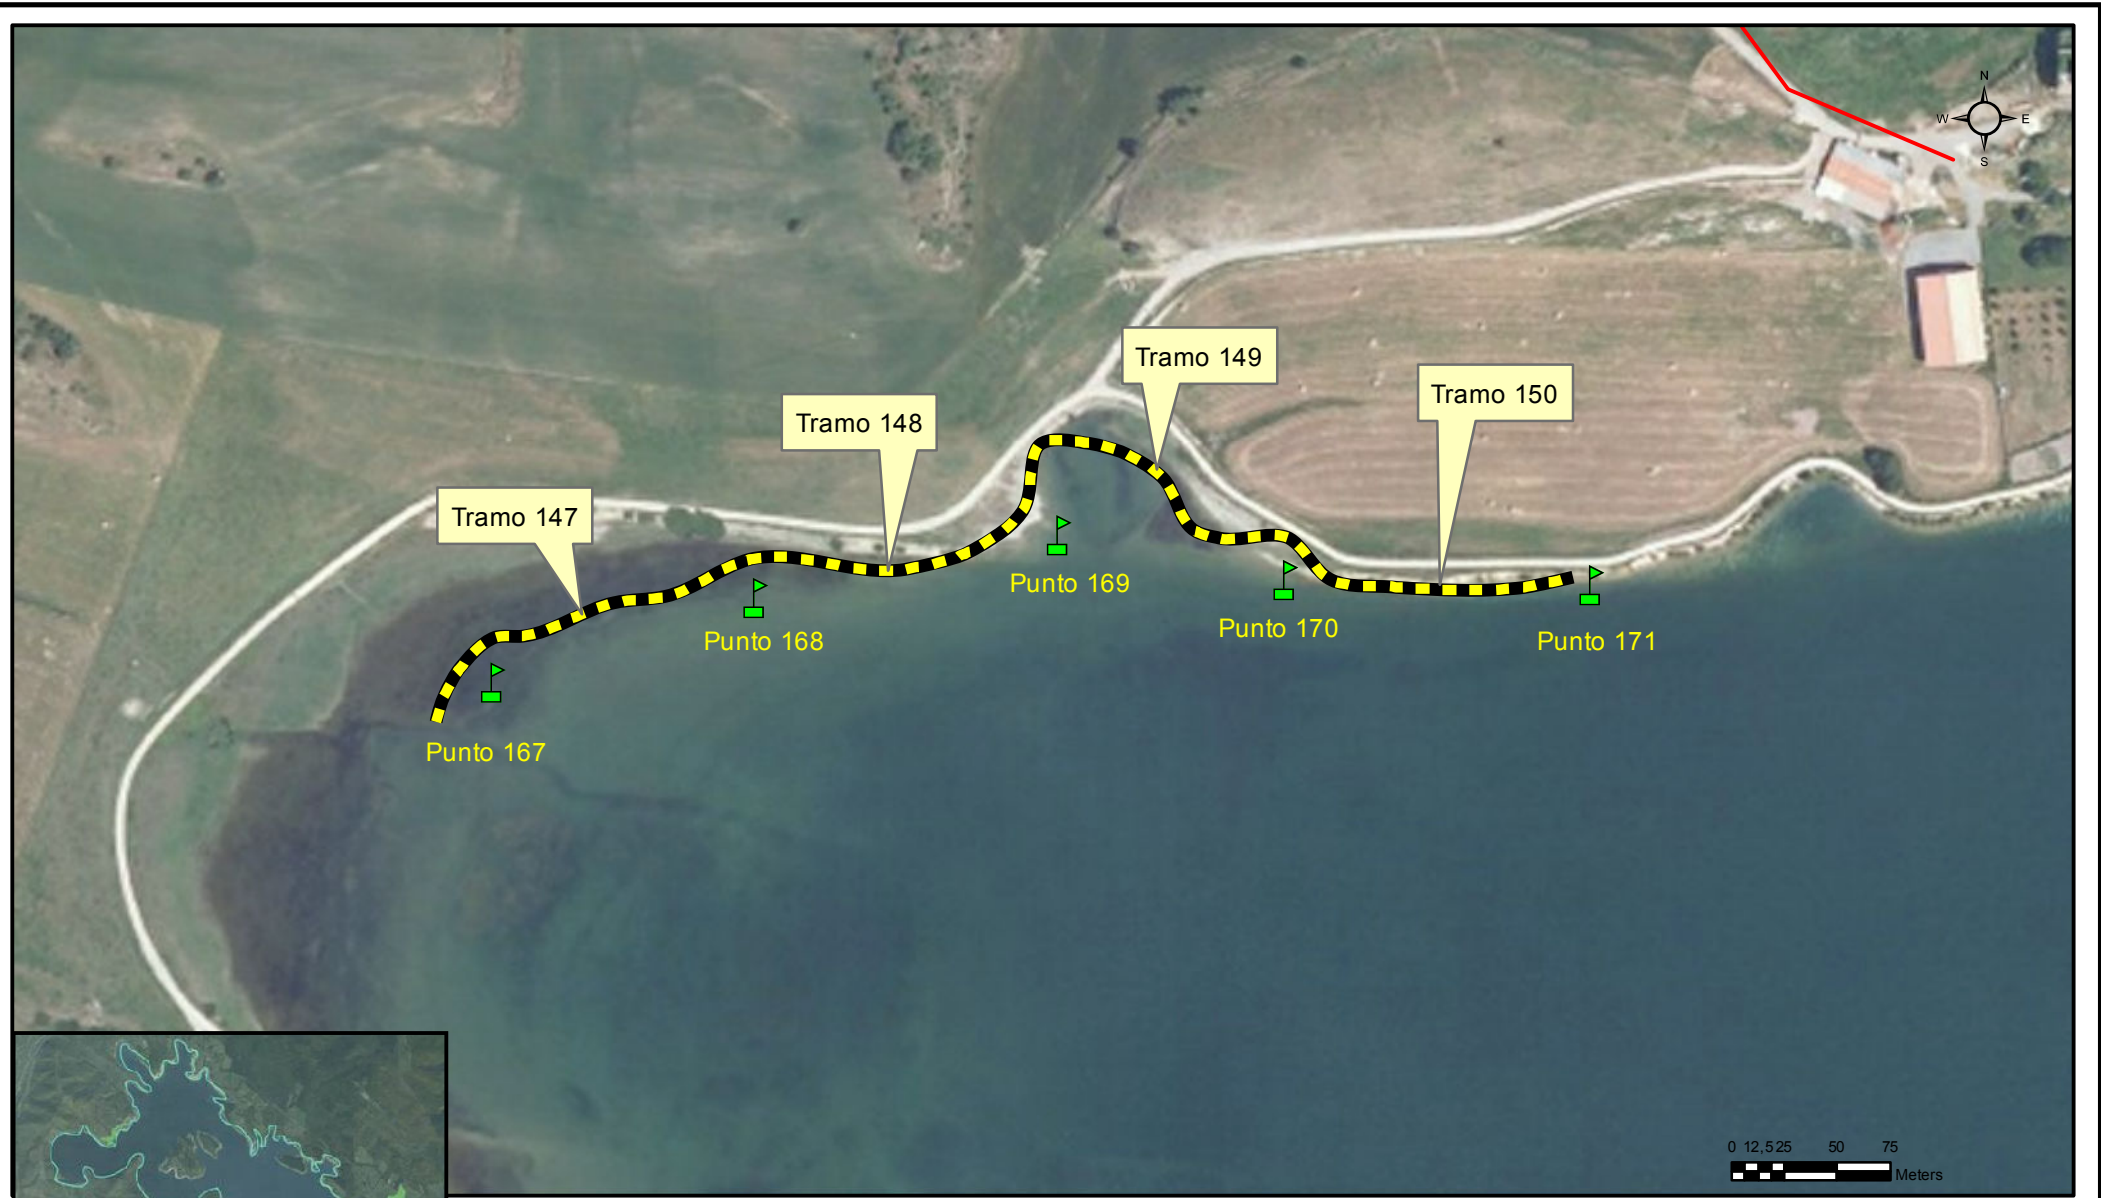 N
W E
S
Tramo 149
Tramo 150
Tramo 148
Tramo 147
Punto 169
Punto 170
Punto 168
Punto 171
Punto 167
0 12,5 25 50 75
Meters